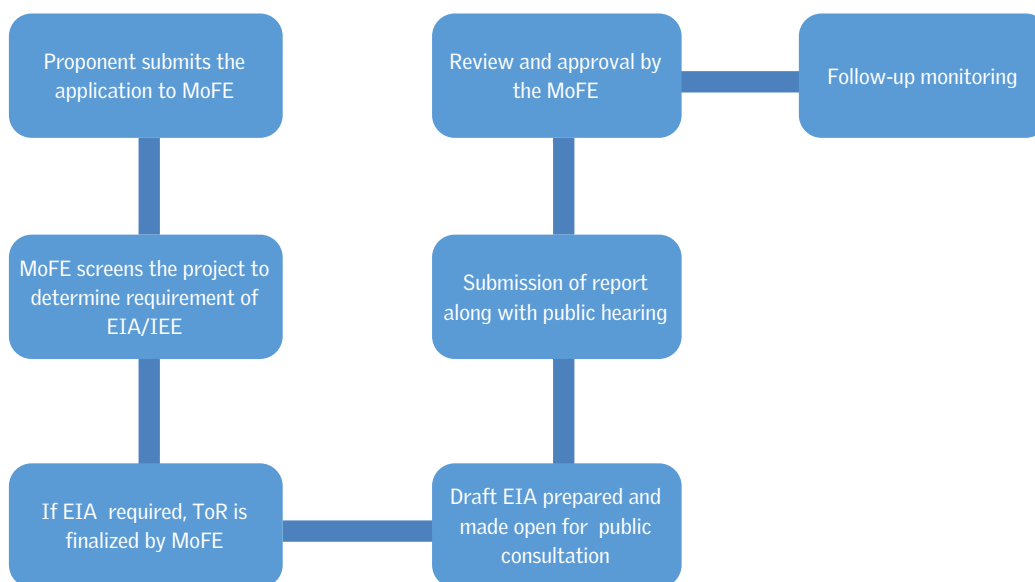 Proponent submits the
application to MoFE
MoFE screens the project to
determine requirement of
EIA/IEE
If EIA required, ToR is
finalized by MoFE
Draft EIA prepared and
made open for public
consultation
Submission of report
along with public hearing
Review and approval by
the MoFE
Follow-up monitoring